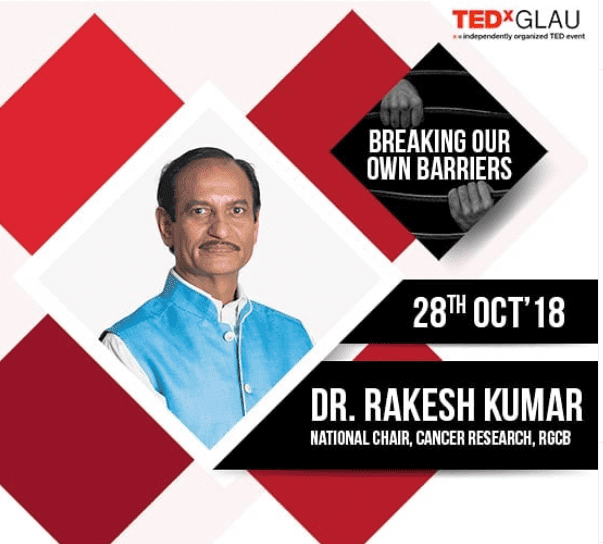 TEDxGLAU
x = independently organized TED event
BREAKING OUR
OWN BARRIERS
28TH OCT'18
DR. RAKESH KUMAR
NATIONAL CHAIR, CANCER RESEARCH, RGCB